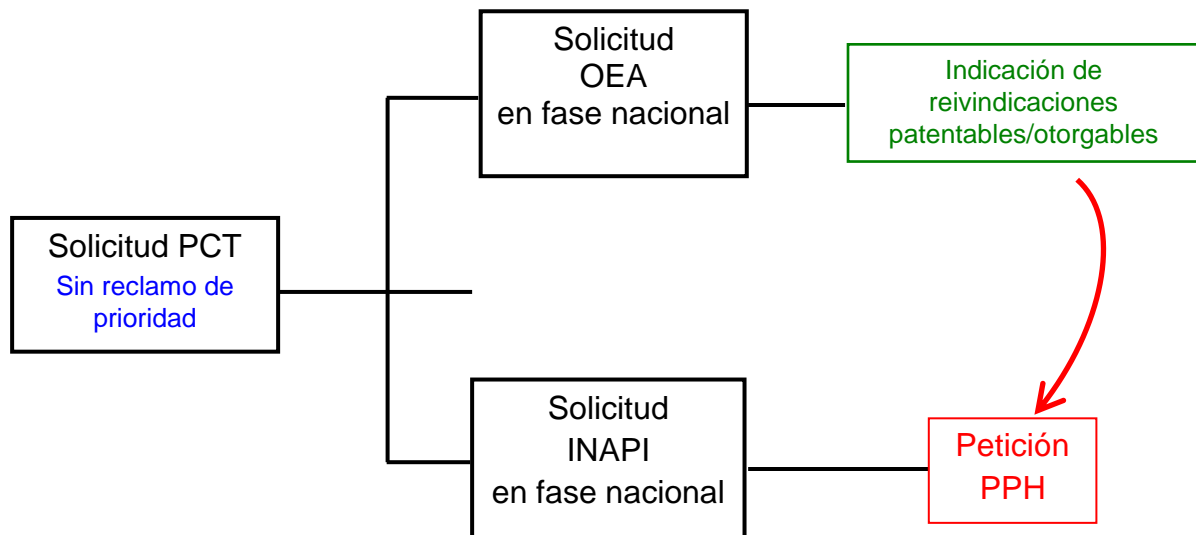 Solicitud
OEA
en fase nacional
Indicación de
reivindicaciones
patentables/otorgables
Solicitud PCT
Sin reclamo de
prioridad
Solicitud
INAPI
en fase nacional
Petición
PPH